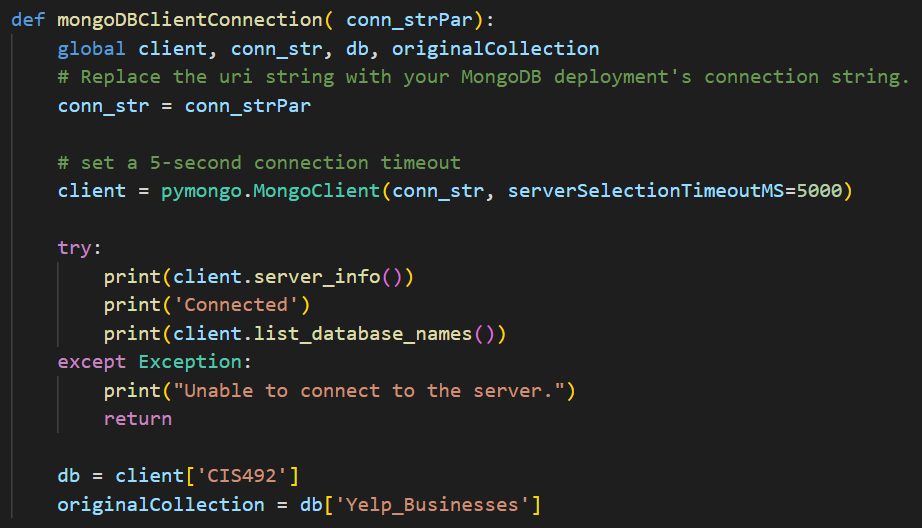 def mongoDBClientConnection( conn_strPar):
    global client, conn_str, db, originalCollection
    # Replace the uri string with your MongoDB deployment's connection string.
    conn_str = conn_strPar

    # set a 5-second connection timeout
    client = pymongo.MongoClient(conn_str, serverSelectionTimeoutMS=5000)

    try:
        print(client.server_info())
        print('Connected')
        print(client.list_database_names())
    except Exception:
        print("Unable to connect to the server.")
        return

    db = client['CIS492']
    originalCollection = db['Yelp_Businesses']